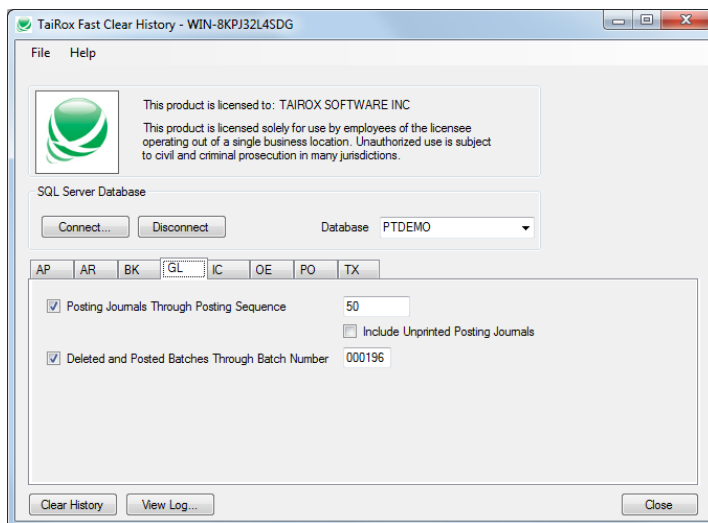 TaiRox Fast Clear History - WIN-8KPJ32L4SDG
File Help
This product is licensed to: TAIROX SOFTWARE INC
This product is licensed solely for use by employees of the licensee
operating out of a single business location. Unauthorized use is subject
to civil and criminal prosecution in many jurisdictions.
SQL Server Database
Connect... Disconnect Database PTDEMO
AP AR BK GL IC OE PO TX
Posting Journals Through Posting Sequence 50
Include Unprinted Posting Journals
Deleted and Posted Batches Through Batch Number 000196
Clear History View Log... Close